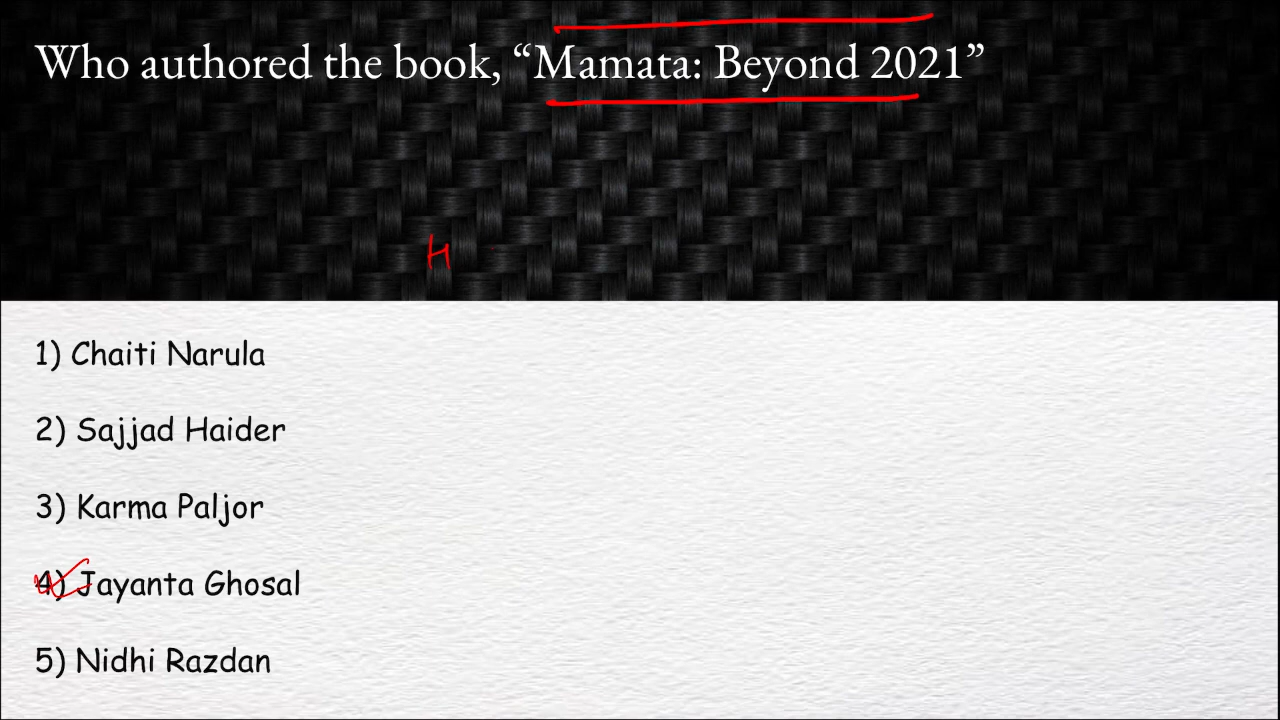 Who authored the book, “Mamata: Beyond 2021”
H
1) Chaiti Narula
2) Sajjad Haider
3) Karma Paljor
4) Jayanta Ghosal
5) Nidhi Razdan